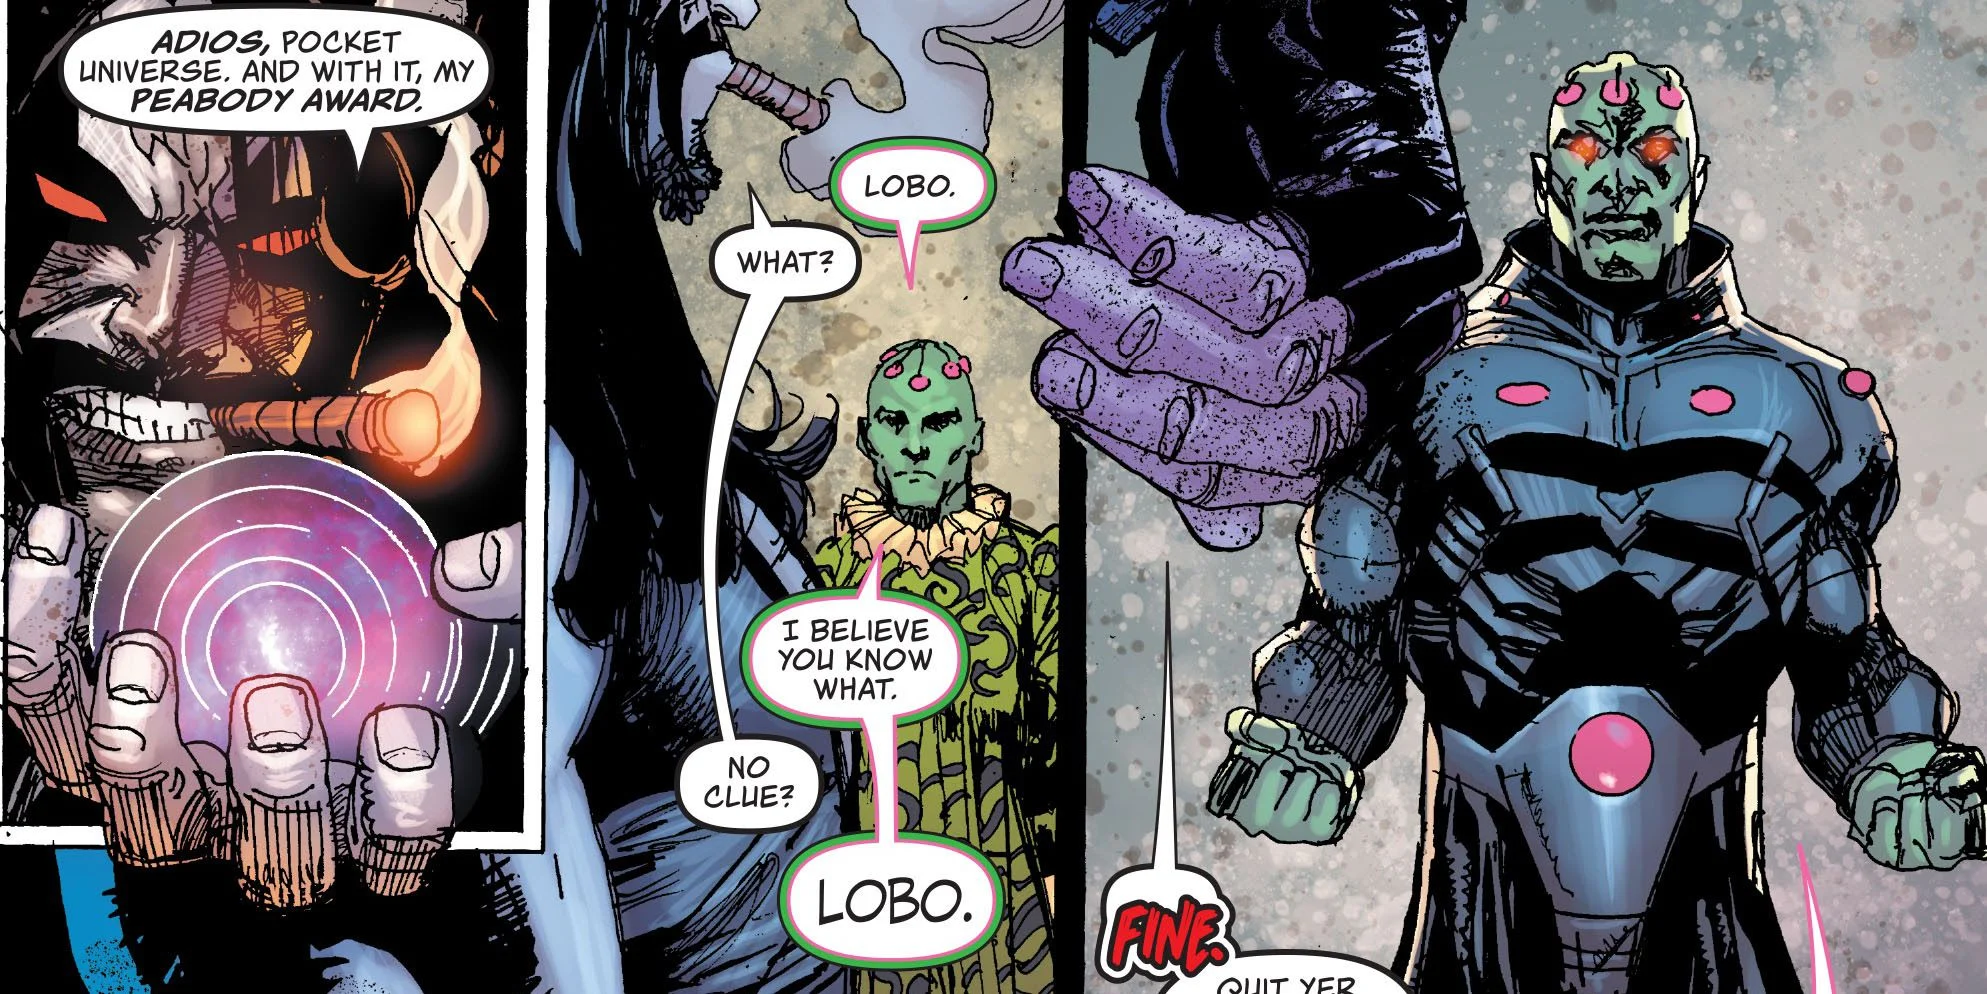 ADIOS, POCKET
UNIVERSE. AND WITH IT, MY
PEABODY AWARD.
LOBO.
WHAT?
I BELIEVE
YOU KNOW
WHAT.
NO
CLUE?
LOBO.
FINE.
QUIT YER